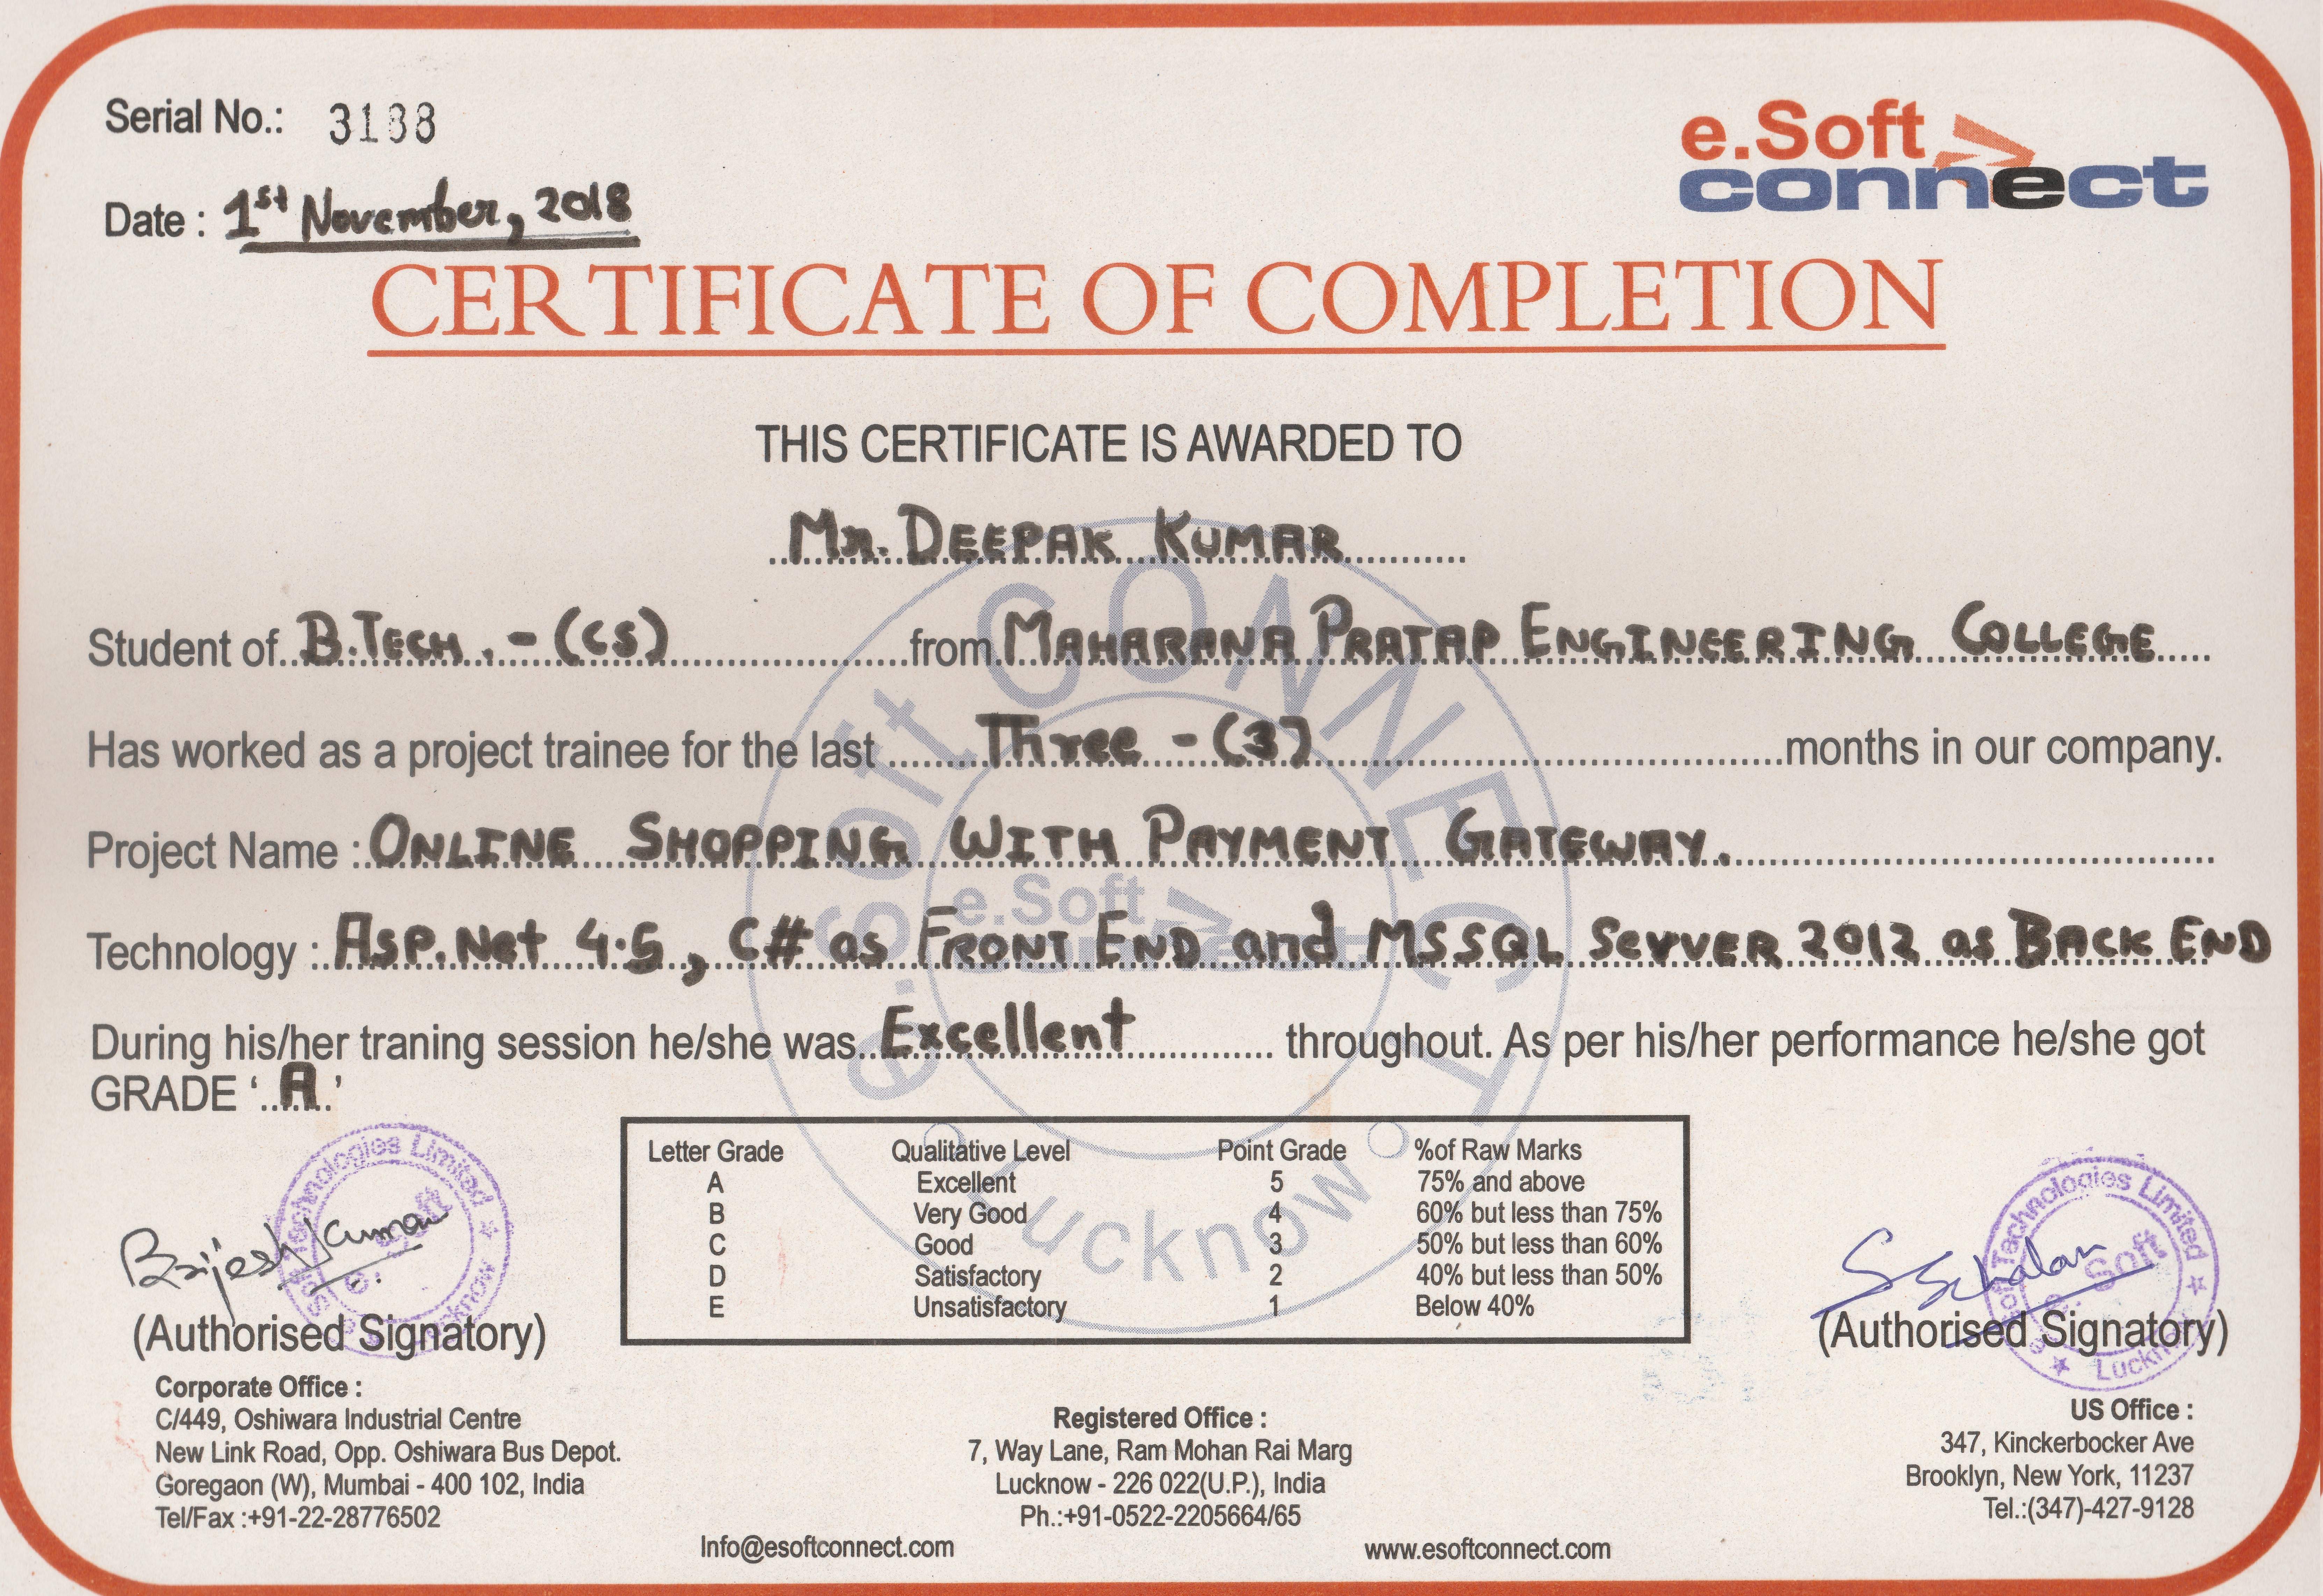 Serial No.: 3188
e.Soft
connect
Date : 1st November, 2018
CERTIFICATE OF COMPLETION
THIS CERTIFICATE IS AWARDED TO
Mr. DEEPAK KUMAR
Student of B.TECH. - (CS) from MAHARANA PRATAP ENGINEERING COLLEGE
Has worked as a project trainee for the last Three - (3) months in our company.
Project Name : ONLINE SHOPPING WITH PAYMENT GATEWAY.
Technology : ASP.Net 4.5, C# as FRONT END and MSSQL SERVER 2012 as BACK END
During his/her traning session he/she was Excellent throughout. As per his/her performance he/she got
GRADE ' A '
Letter Grade Qualitative Level Point Grade %of Raw Marks
A Excellent 5 75% and above
B Very Good 4 60% but less than 75%
C Good 3 50% but less than 60%
D Satisfactory 2 40% but less than 50%
E Unsatisfactory 1 Below 40%
e.Soft CONNECT
Lucknow
e.Soft
Brijesh Kumar
e.Soft Technologies Limited
Lucknow
e. Soft
(Authorised Signatory)
e.Soft Technologies Limited
Lucknow
e. Soft
(Authorised Signatory)
Corporate Office :
C/449, Oshiwara Industrial Centre
New Link Road, Opp. Oshiwara Bus Depot.
Goregaon (W), Mumbai - 400 102, India
Tel/Fax :+91-22-28776502
Registered Office :
7, Way Lane, Ram Mohan Rai Marg
Lucknow - 226 022(U.P.), India
Ph.:+91-0522-2205664/65
US Office :
347, Kinckerbocker Ave
Brooklyn, New York, 11237
Tel.:(347)-427-9128
Info@esoftconnect.com
www.esoftconnect.com